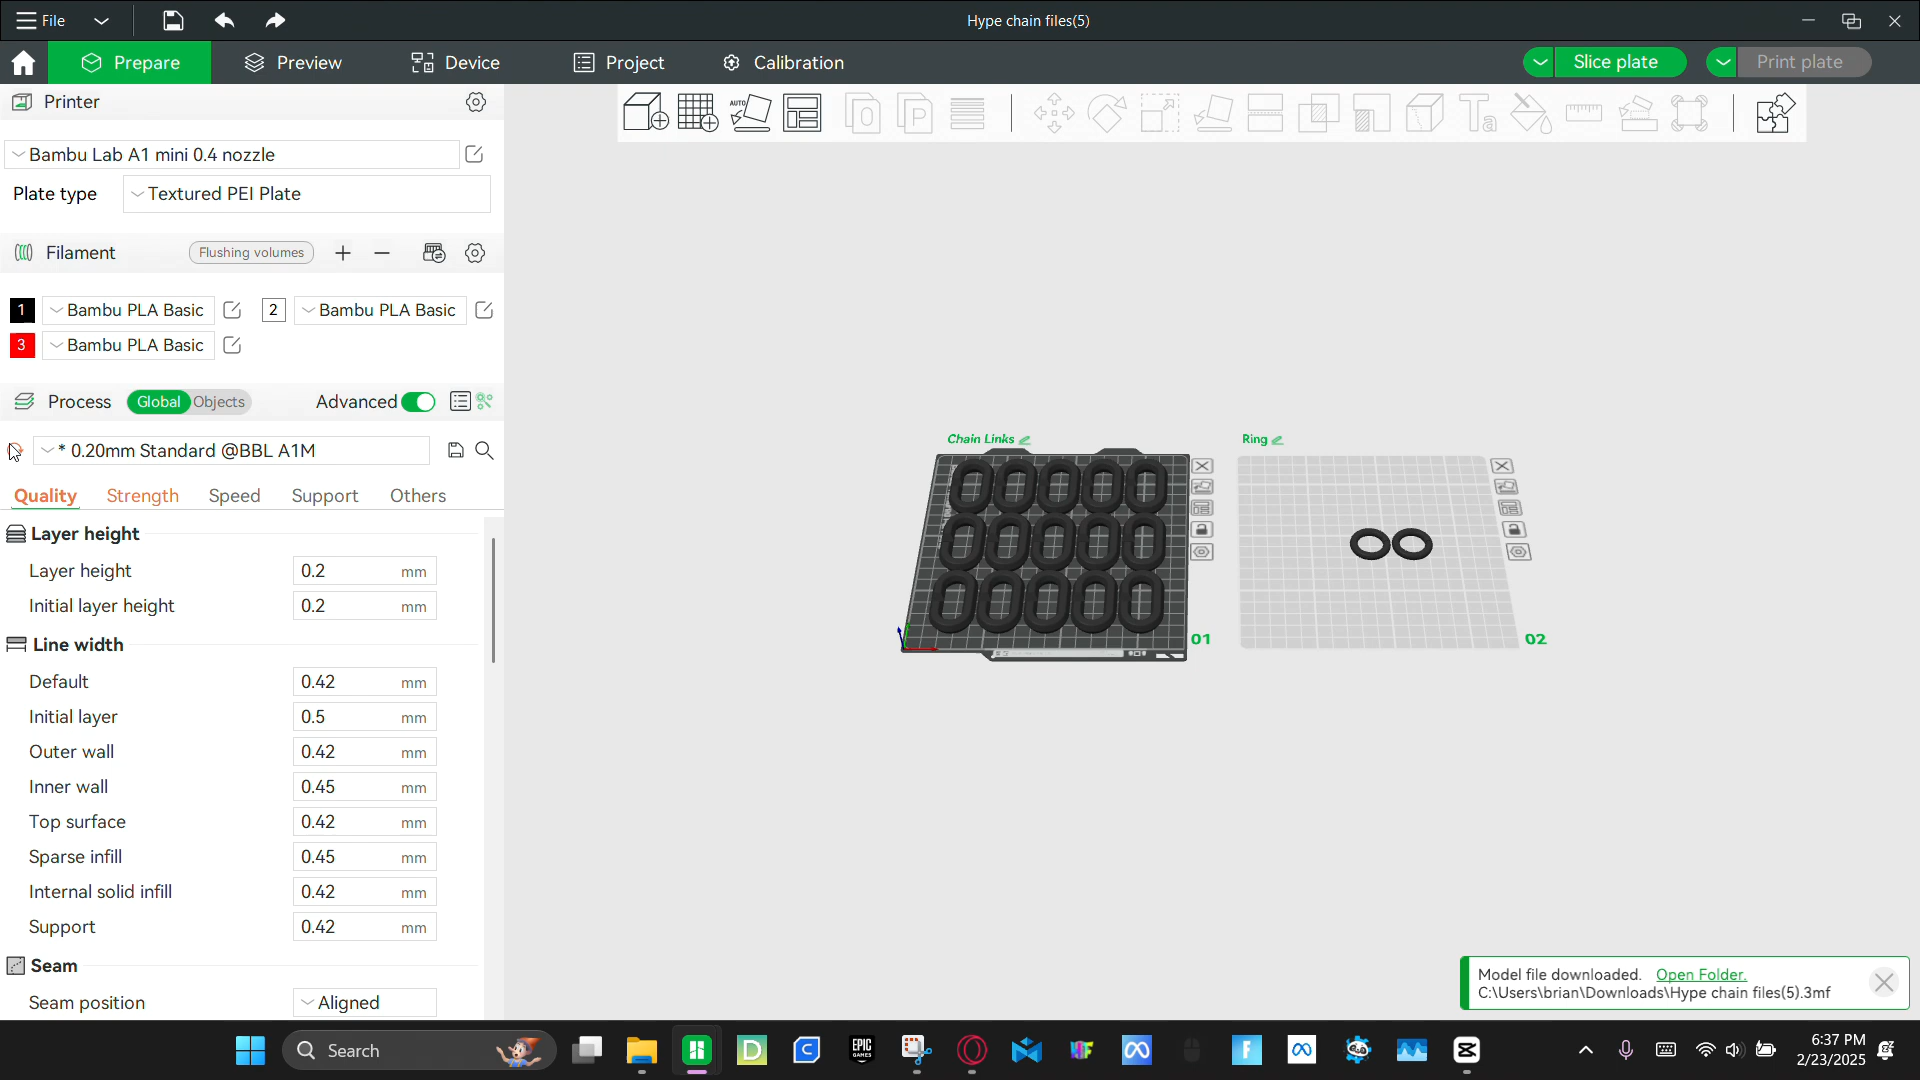 File
Hype chain files(5)
Prepare
Preview
Device
Project
Calibration
Slice plate
Print plate
Printer
Bambu Lab A1 mini 0.4 nozzle
Plate type
Textured PEI Plate
Filament
Flushing volumes
1
Bambu PLA Basic
2
Bambu PLA Basic
3
Bambu PLA Basic
Process
Global
Objects
Advanced
* 0.20mm Standard @BBL A1M
Quality
Strength
Speed
Support
Others
Layer height
Layer height
0.2 mm
Initial layer height
0.2 mm
Line width
Default
0.42 mm
Initial layer
0.5 mm
Outer wall
0.42 mm
Inner wall
0.45 mm
Top surface
0.42 mm
Sparse infill
0.45 mm
Internal solid infill
0.42 mm
Support
0.42 mm
Seam
Seam position
Aligned
AUTO
Chain Links
01
Ring
02
Model file downloaded. Open Folder.
C:\Users\brian\Downloads\Hype chain files(5).3mf
Search
EPIC
GAMES
6:37 PM
2/23/2025